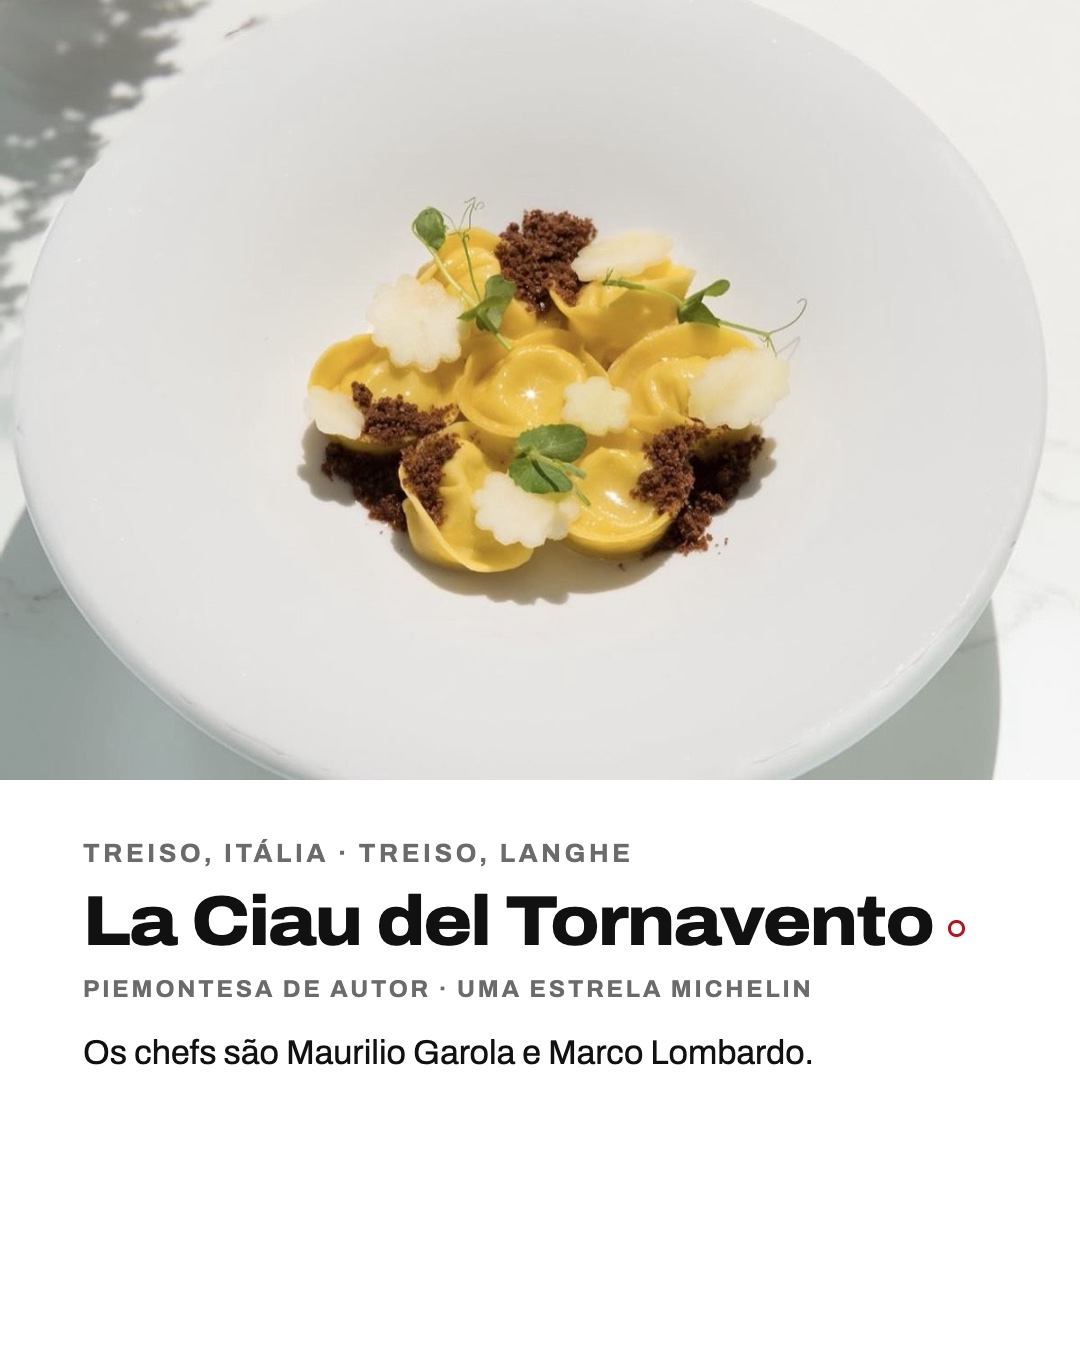 TREISO, ITÁLIA · TREISO, LANGHE
La Ciau del Tornavento
PIEMONTESA DE AUTOR · UMA ESTRELA MICHELIN
Os chefs são Maurilio Garola e Marco Lombardo.